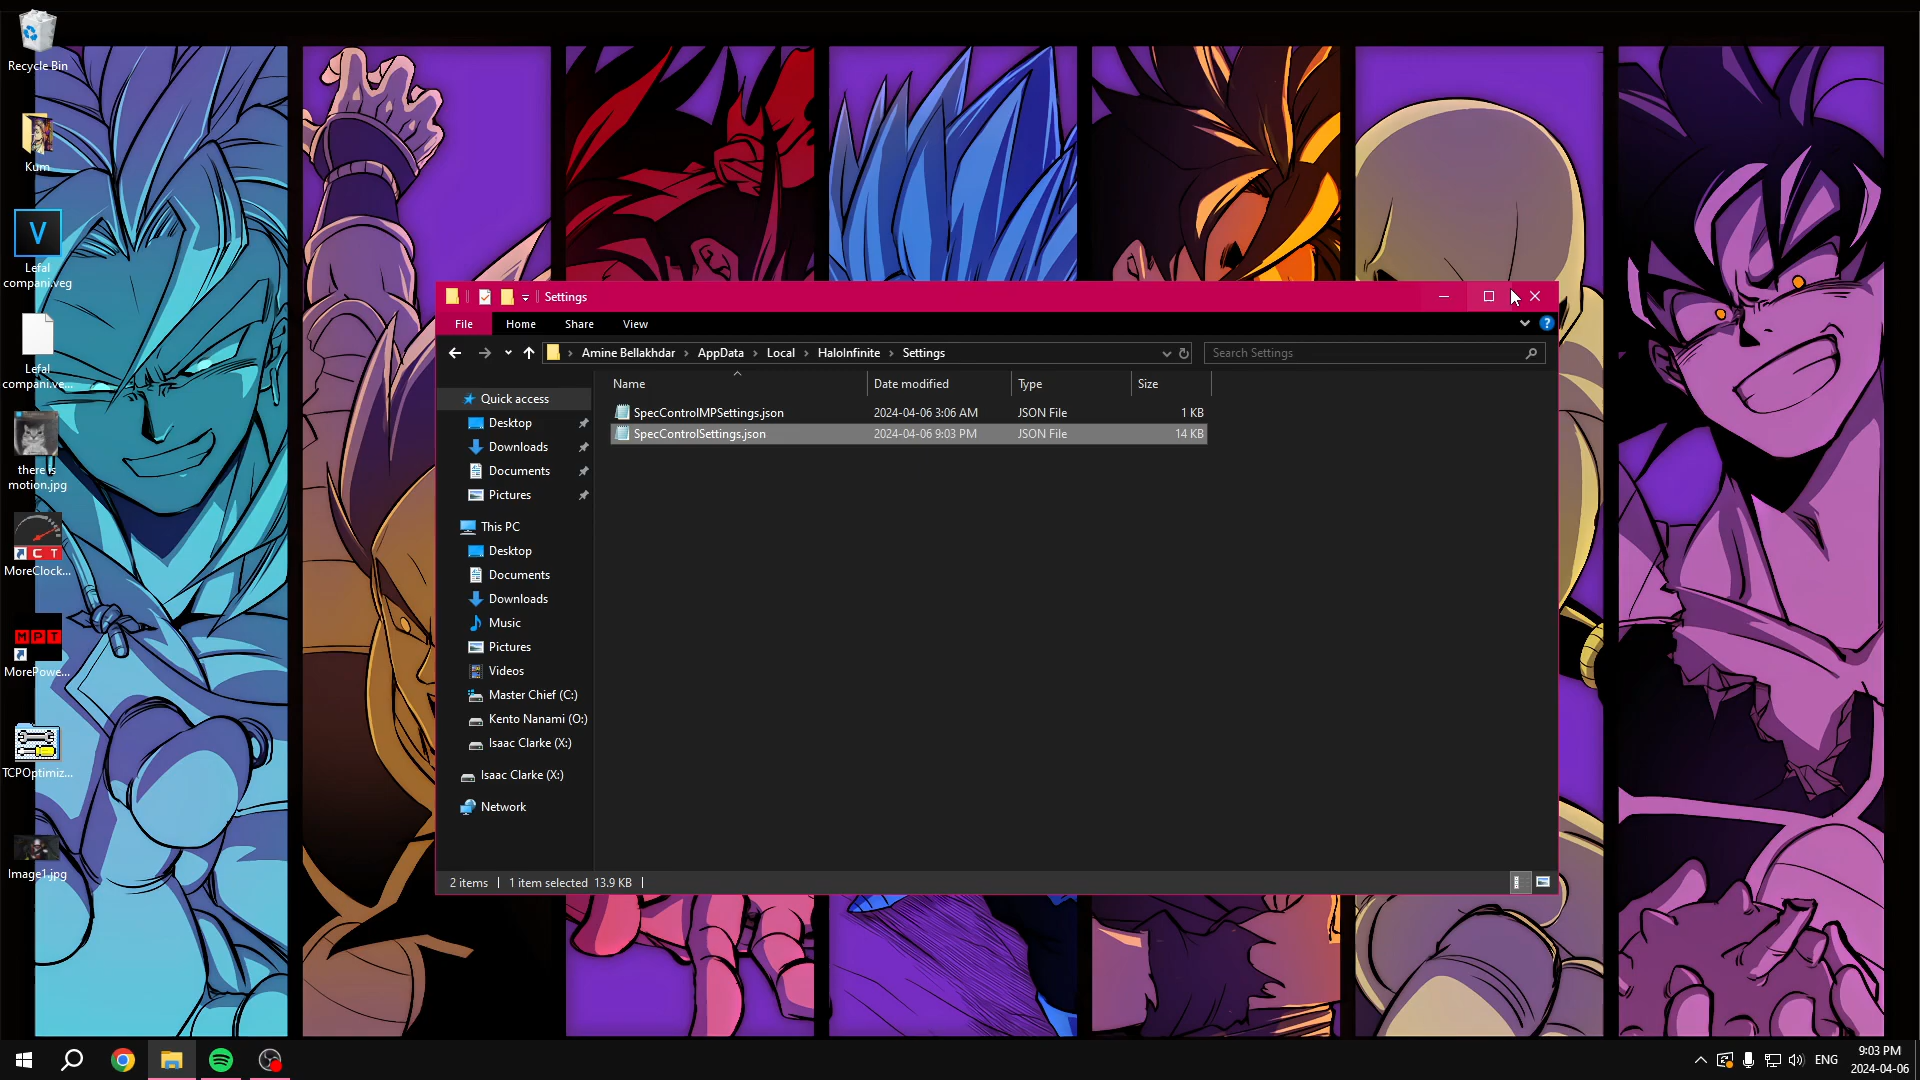 Recycle Bin
Kum
V
Lefal
compani.veg
Lefal
compani.ve...
there is
motion.jpg
C T
MoreClock...
MPT
MorePowe...
TCPOptimiz...
Image1.jpg
Settings
File
Home
Share
View
Amine Bellakhdar
AppData
Local
HaloInfinite
Settings
Search Settings
Name
Date modified
Type
Size
SpecControlMPSettings.json
2024-04-06 3:06 AM
JSON File
1 KB
SpecControlSettings.json
2024-04-06 9:03 PM
JSON File
14 KB
Quick access
Desktop
Downloads
Documents
Pictures
This PC
Desktop
Documents
Downloads
Music
Pictures
Videos
Master Chief (C:)
Kento Nanami (O:)
Isaac Clarke (X:)
Isaac Clarke (X:)
Network
2 items
1 item selected 13.9 KB
ENG
9:03 PM
2024-04-06